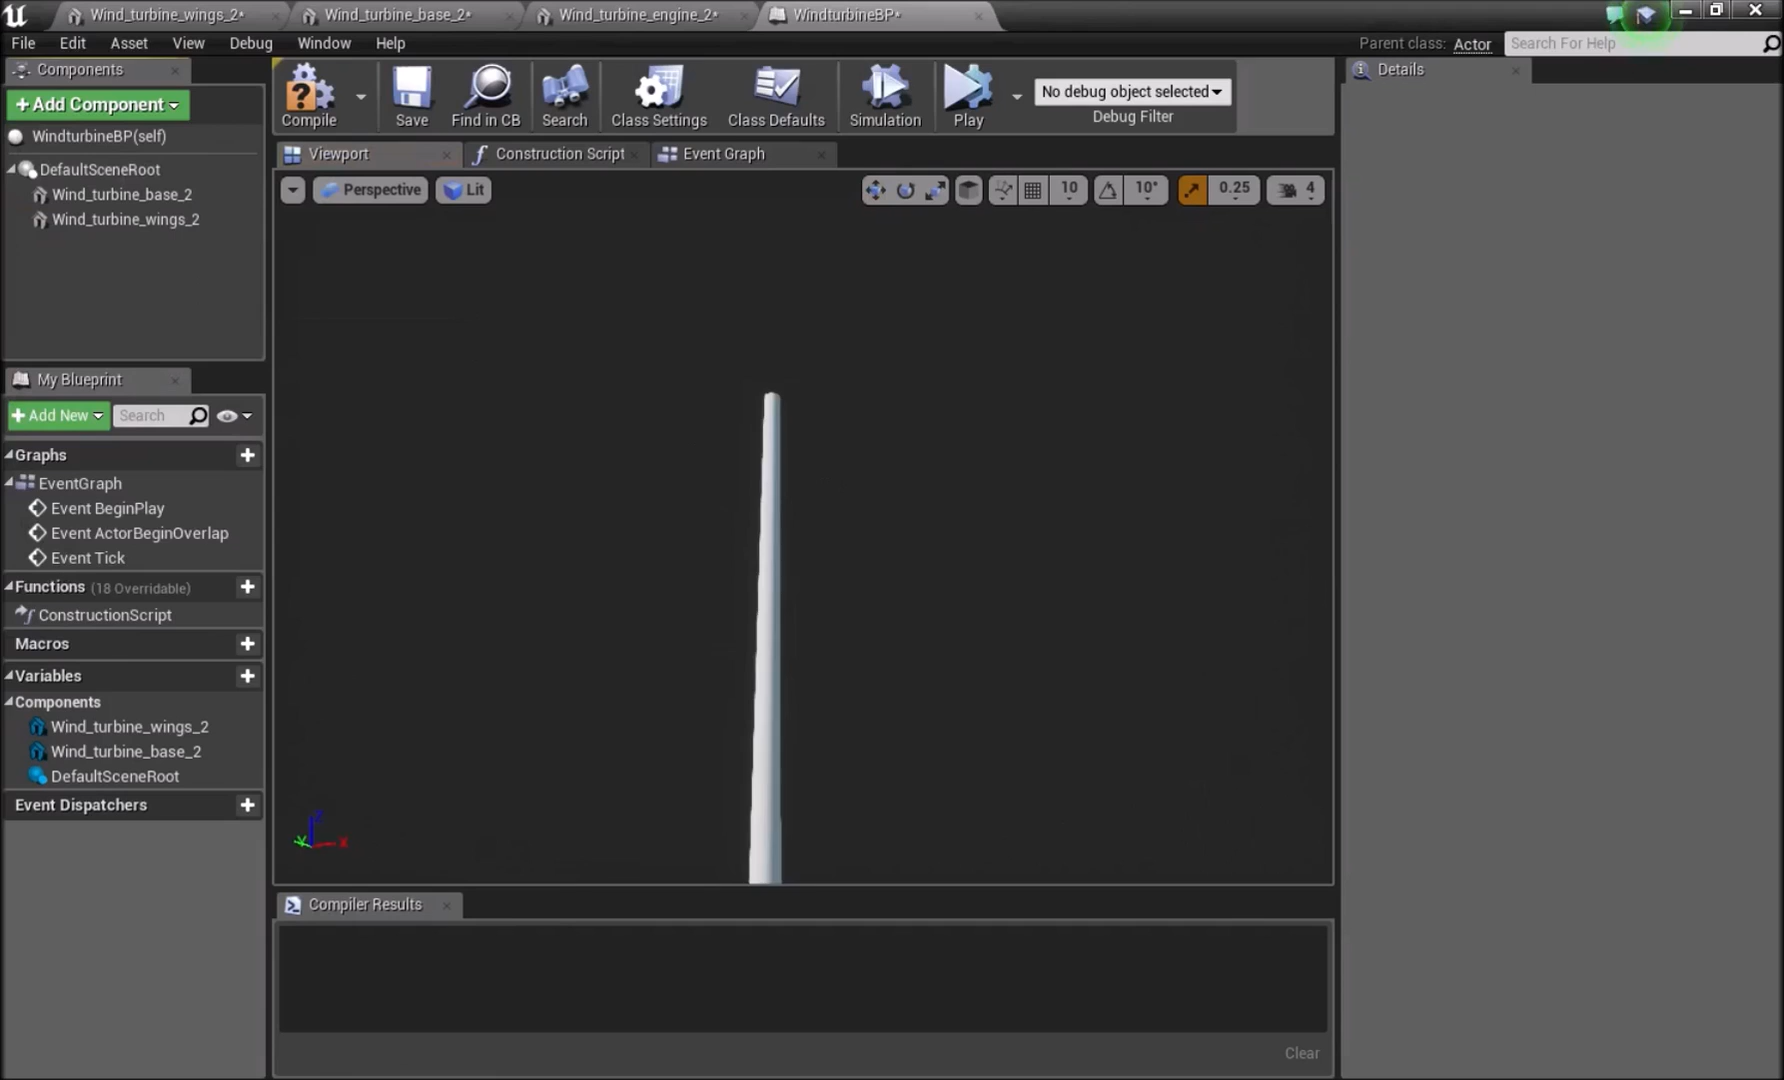 Wind_turbine_wings_2*
Wind_turbine_base_2*
Wind_turbine_engine_2*
WindturbineBP*
File Edit Asset View Debug Window Help
Parent class: Actor
Search For Help
Components
+ Add Component
WindturbineBP(self)
DefaultSceneRoot
Wind_turbine_base_2
Wind_turbine_wings_2
Compile
Save
Find in CB
Search
Class Settings
Class Defaults
Simulation
Play
No debug object selected
Debug Filter
Details
Viewport
Construction Script
Event Graph
Perspective
Lit
10
10°
0.25
4
My Blueprint
+ Add New
Search
Graphs
EventGraph
Event BeginPlay
Event ActorBeginOverlap
Event Tick
Functions (18 Overridable)
ConstructionScript
Macros
Variables
Components
Wind_turbine_wings_2
Wind_turbine_base_2
DefaultSceneRoot
Event Dispatchers
Z
Y
X
Compiler Results
Clear